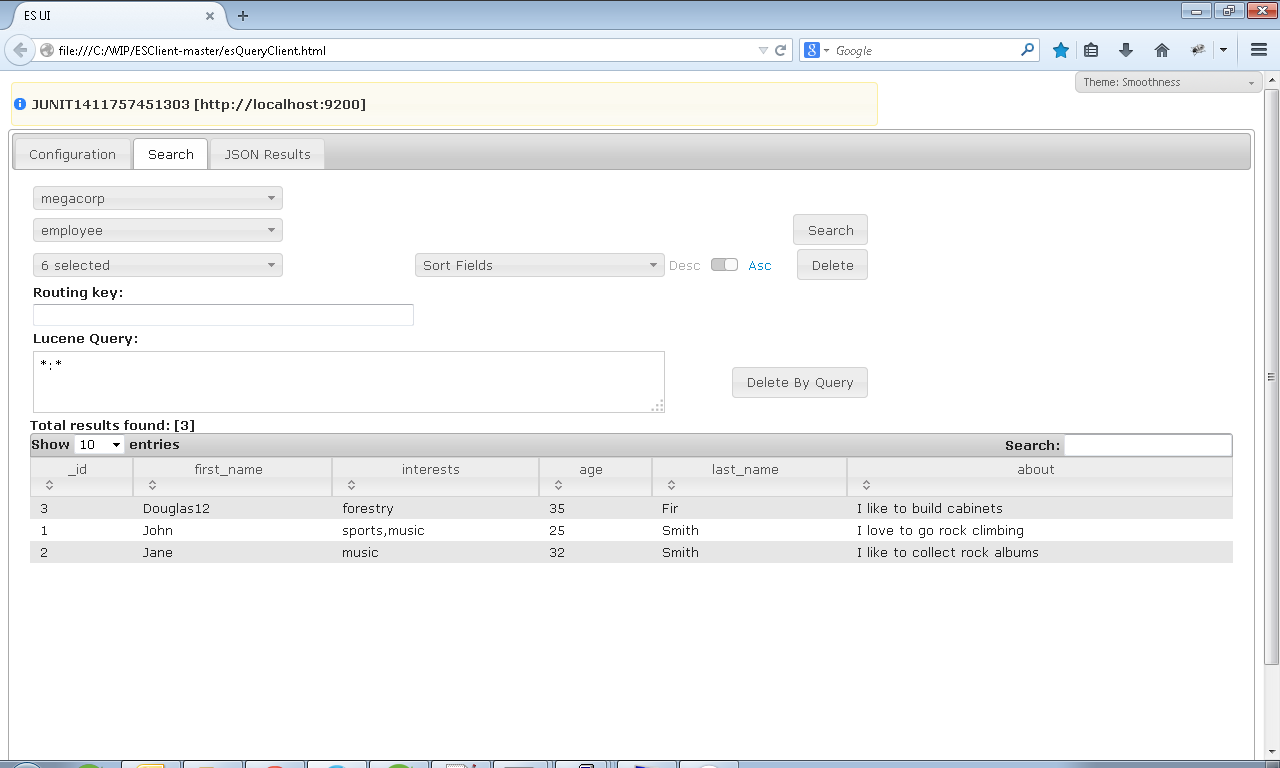 ES UI
file:///C:/WIP/ESClient-master/esQueryClient.html
8 Google
Theme: Smoothness
JUNIT1411757451303 [http://localhost:9200]
Configuration Search JSON Results
megacorp
employee Search
6 selected Sort Fields Desc Asc Delete
Routing key:
Lucene Query:
*:*
Delete By Query
Total results found: [3]
Show 10 entries Search:
_id first_name interests age last_name about
3 Douglas12 forestry 35 Fir I like to build cabinets
1 John sports,music 25 Smith I love to go rock climbing
2 Jane music 32 Smith I like to collect rock albums